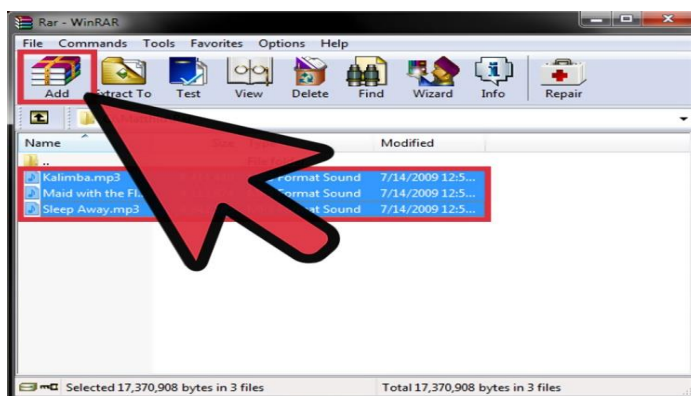 Rar - WinRAR
File Commands Tools Favorites Options Help
Add Extract To Test View Delete Find Wizard Info Repair
Name Size Modified
..
Kalimba.mp3 Format Sound 7/14/2009 12:5...
Maid with the Fl... Format Sound 7/14/2009 12:5...
Sleep Away.mp3 Format Sound 7/14/2009 12:5...
Selected 17,370,908 bytes in 3 files Total 17,370,908 bytes in 3 files